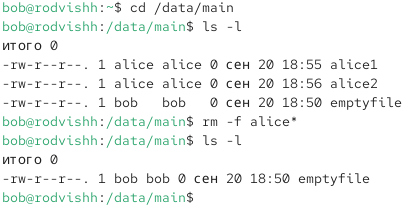 bob@rodvishh:~$ cd /data/main
bob@rodvishh:/data/main$ ls -l
итого 0
-rw-r--r--. 1 alice alice 0 сен 20 18:55 alice1
-rw-r--r--. 1 alice alice 0 сен 20 18:56 alice2
-rw-r--r--. 1 bob   bob   0 сен 20 18:50 emptyfile
bob@rodvishh:/data/main$ rm -f alice*
bob@rodvishh:/data/main$ ls -l
итого 0
-rw-r--r--. 1 bob bob 0 сен 20 18:50 emptyfile
bob@rodvishh:/data/main$